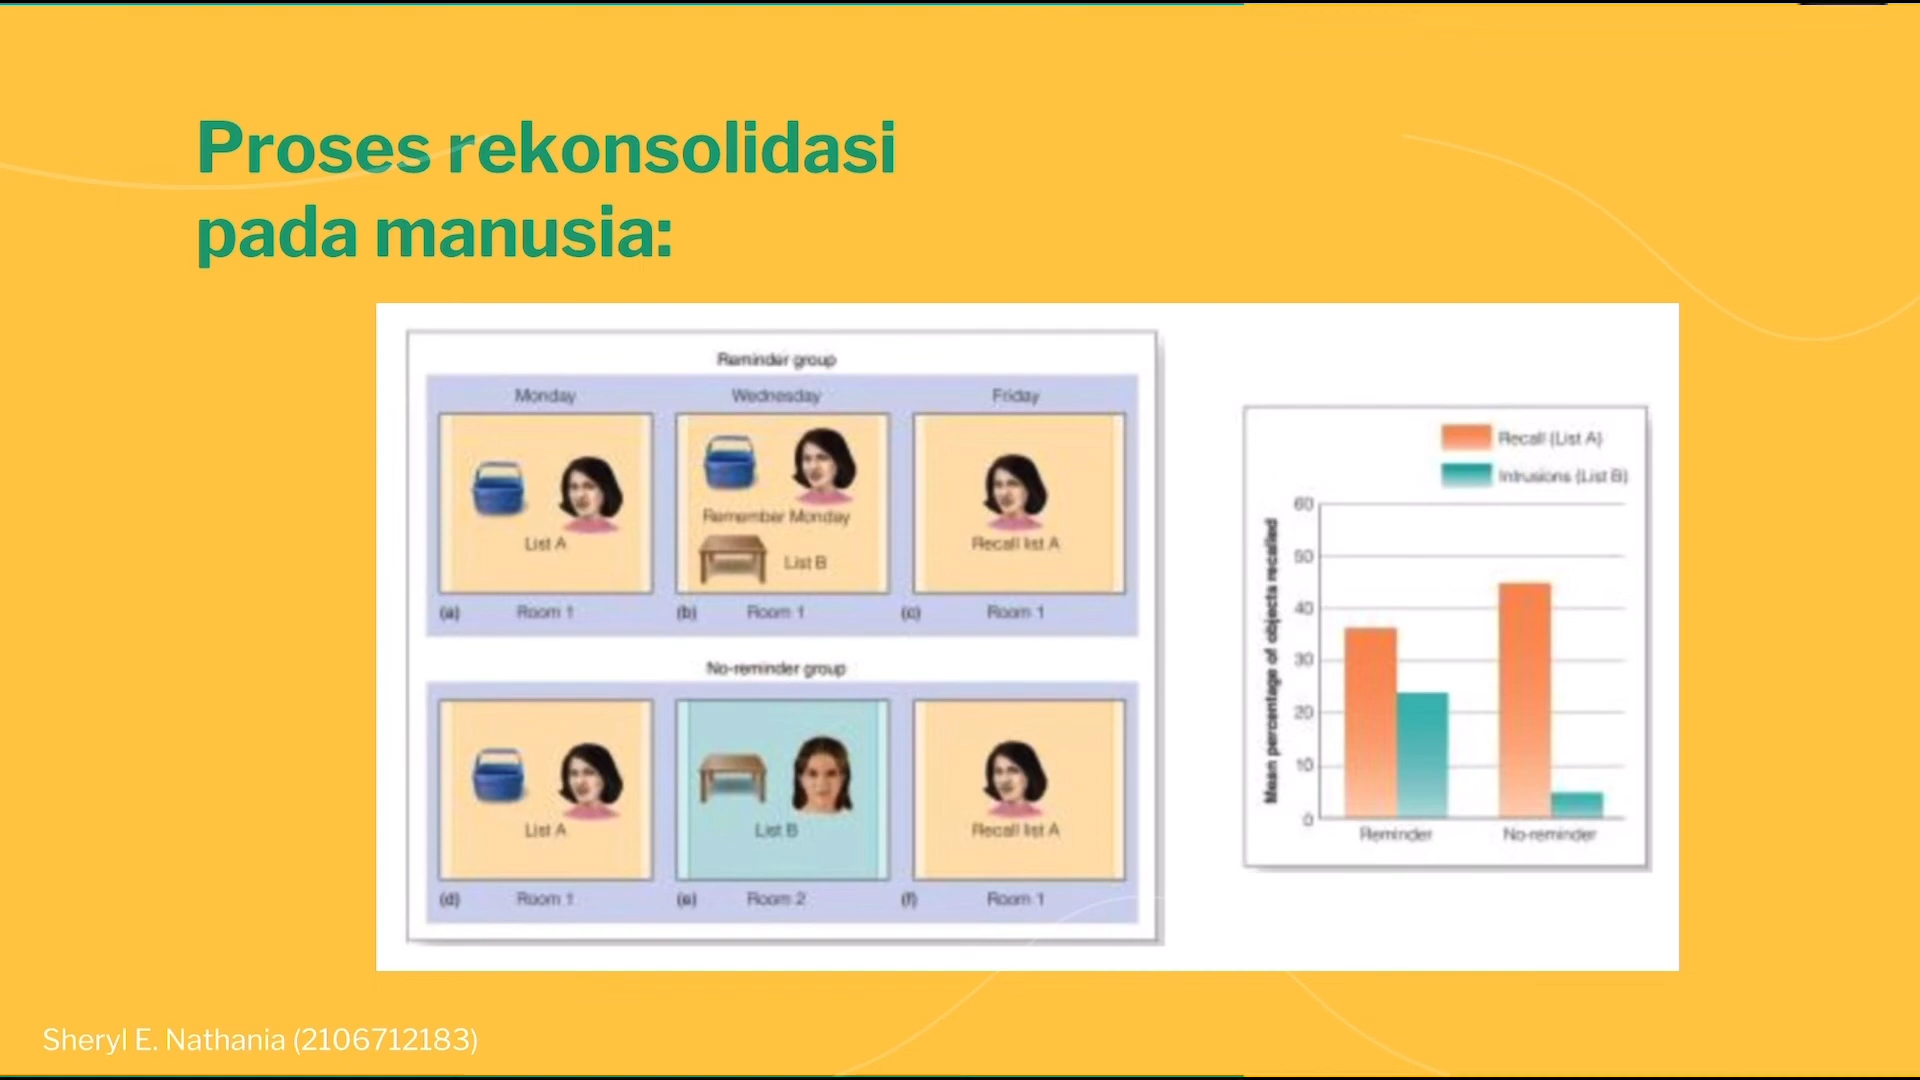 Proses rekonsolidasi
pada manusia:
Reminder group
Monday
Wednesday
Friday
List A
Remember Monday
List B
Recall list A
(a) Room 1
(b) Room 1
(c) Room 1
No-reminder group
List A
List B
Recall list A
(d) Room 1
(e) Room 2
(f) Room 1
Recall (List A)
Intrusions (List B)
Mean percentage of objects recalled
60
50
40
30
20
10
0
Reminder
No-reminder
Sheryl E. Nathania (2106712183)